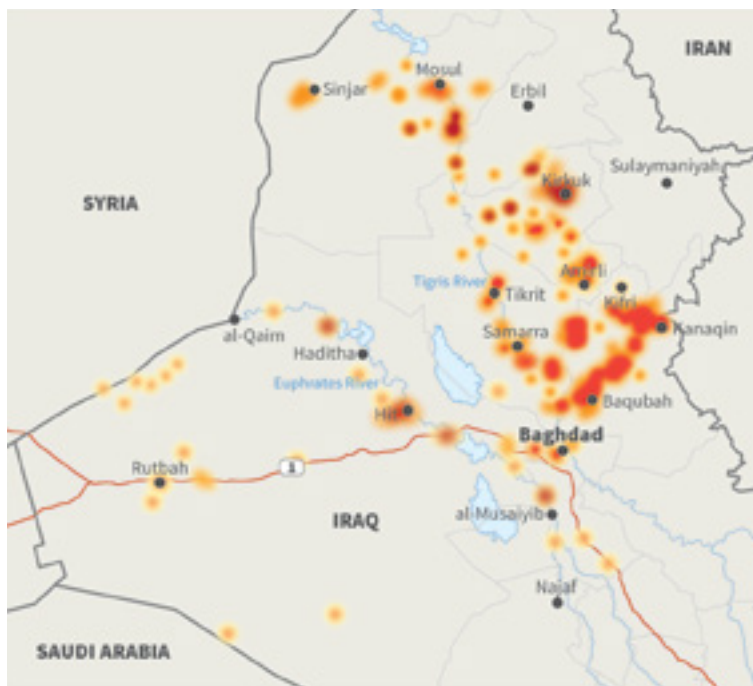 IRAN
Mosul
Sinjar
Erbil
Sulaymaniyah
Kirkuk
SYRIA
Amerli
Tigris River
Tikrit
Kifri
al-Qaim
Samarra
Kanaqin
Haditha
Euphrates River
Baqubah
Hit
Baghdad
1
Rutbah
al-Musaiyib
IRAQ
Najaf
SAUDI ARABIA